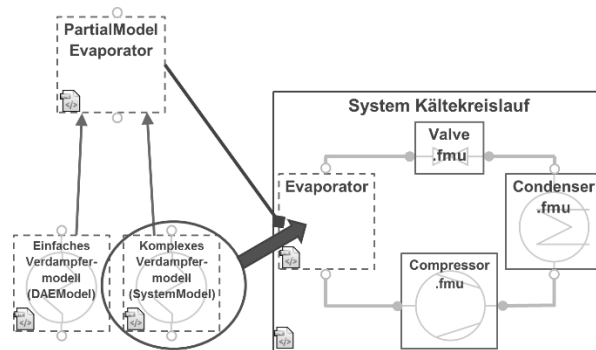 PartialModel
Evaporator
System Kältekreislauf
Valve
.fmu
Evaporator
Condenser
.fmu
Einfaches
Verdampfer-
modell
(DAEModel)
Komplexes
Verdampfer-
modell
(SystemModel)
Compressor
.fmu